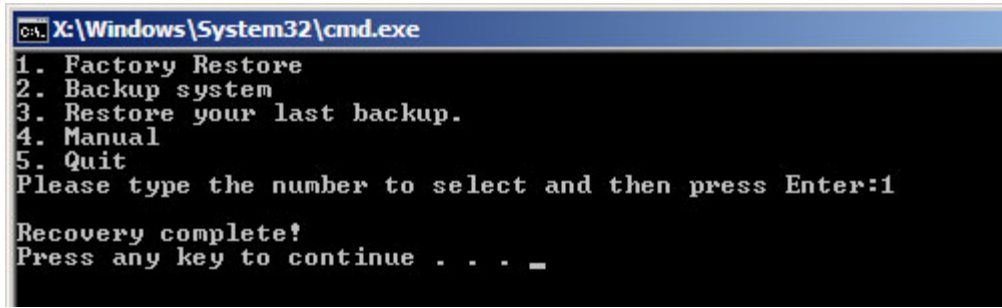 X:\Windows\System32\cmd.exe
1. Factory Restore
2. Backup system
3. Restore your last backup.
4. Manual
5. Quit
Please type the number to select and then press Enter:1
Recovery complete!
Press any key to continue . . . _